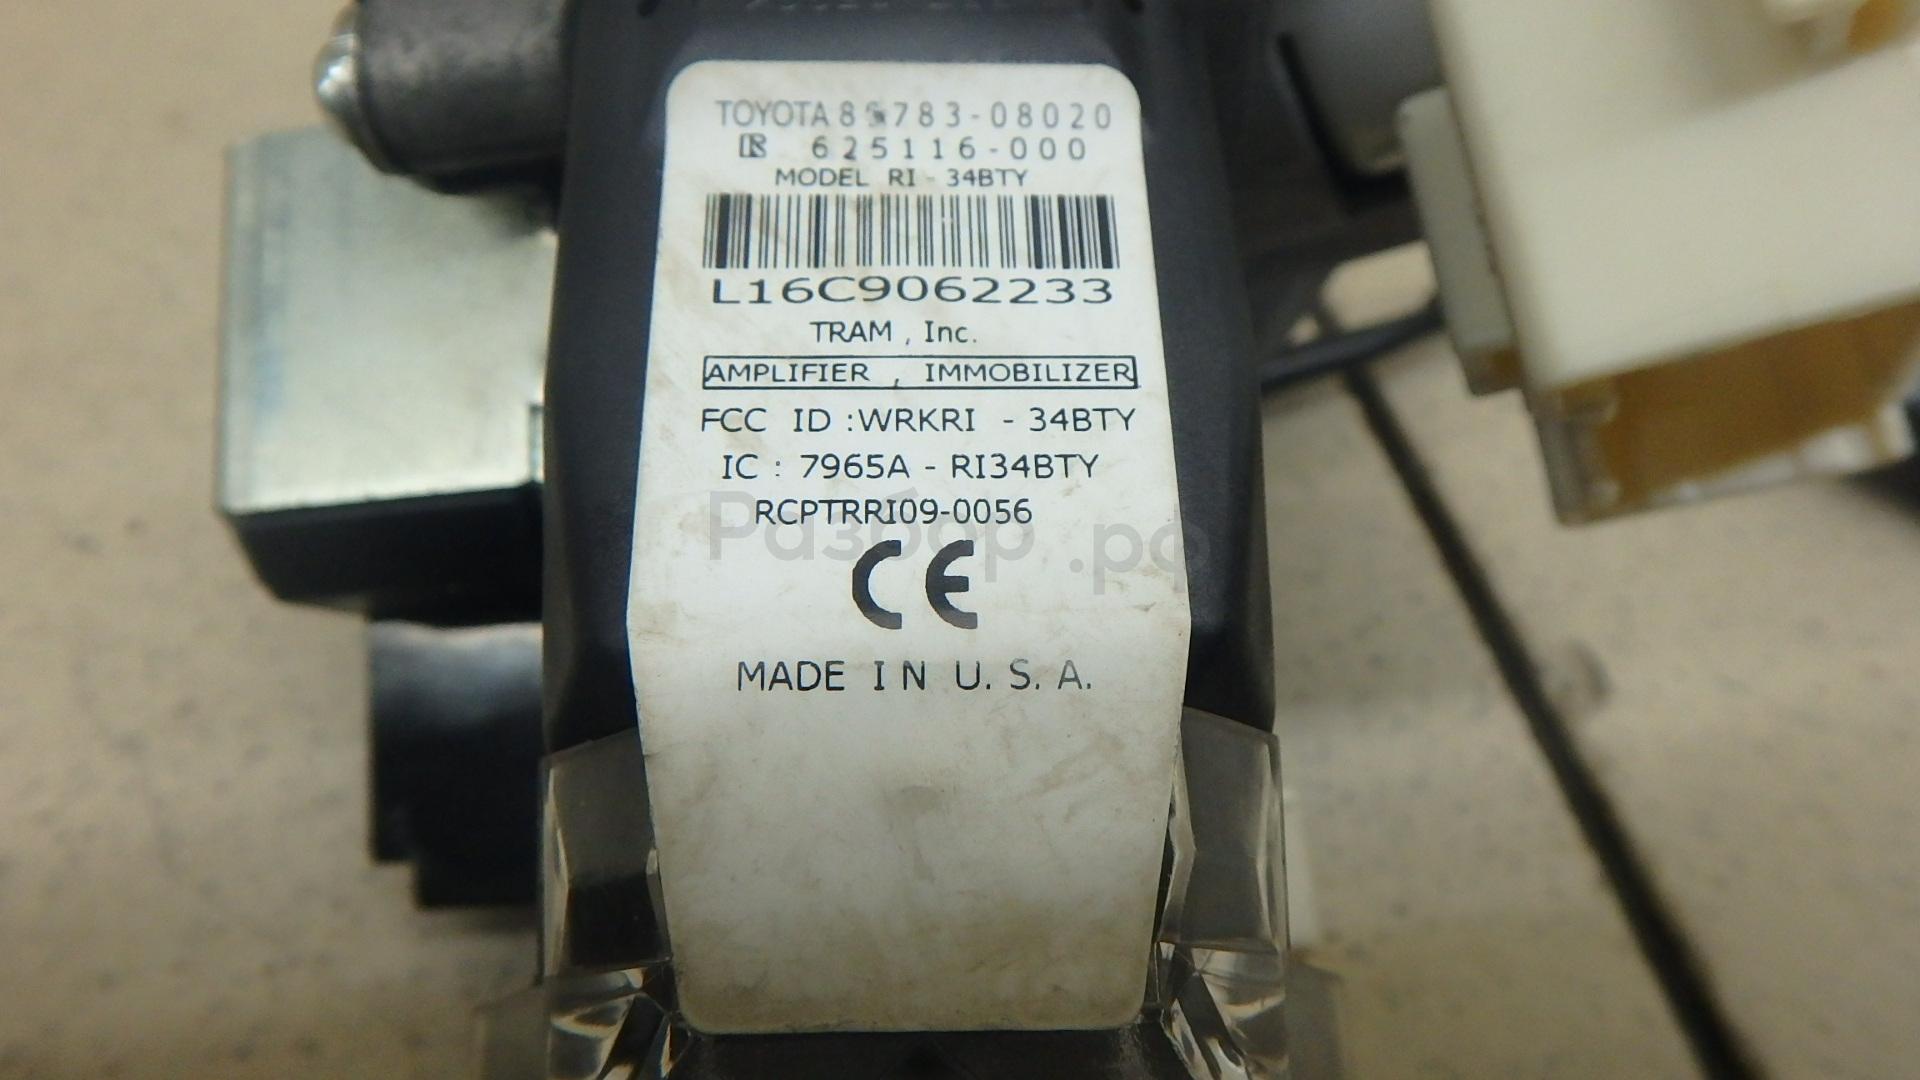 TOYOTA 89783-08020
R 625116-000
MODEL RI - 34BTY
L16C9062233
TRAM , Inc.
AMPLIFIER , IMMOBILIZER
FCC ID :WRKRI - 34BTY
IC : 7965A - RI34BTY
RCPTRRI09-0056
Разбор.рф
CE
MADE IN U. S. A.